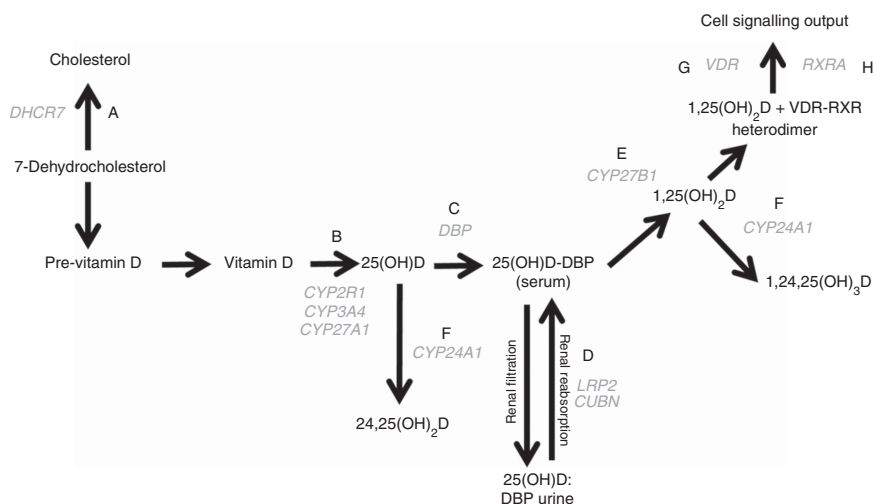 Cell signalling output
G VDR RXRA H
1,25(OH)2D + VDR-RXR
heterodimer
Cholesterol
DHCR7 A
7-Dehydrocholesterol
Pre-vitamin D
Vitamin D
B
CYP2R1
CYP3A4
CYP27A1
25(OH)D
F
CYP24A1
24,25(OH)2D
C
DBP
25(OH)D-DBP
(serum)
Renal filtration
Renal reabsorption
D
LRP2
CUBN
25(OH)D:
DBP urine
E
CYP27B1
1,25(OH)2D
F
CYP24A1
1,24,25(OH)3D